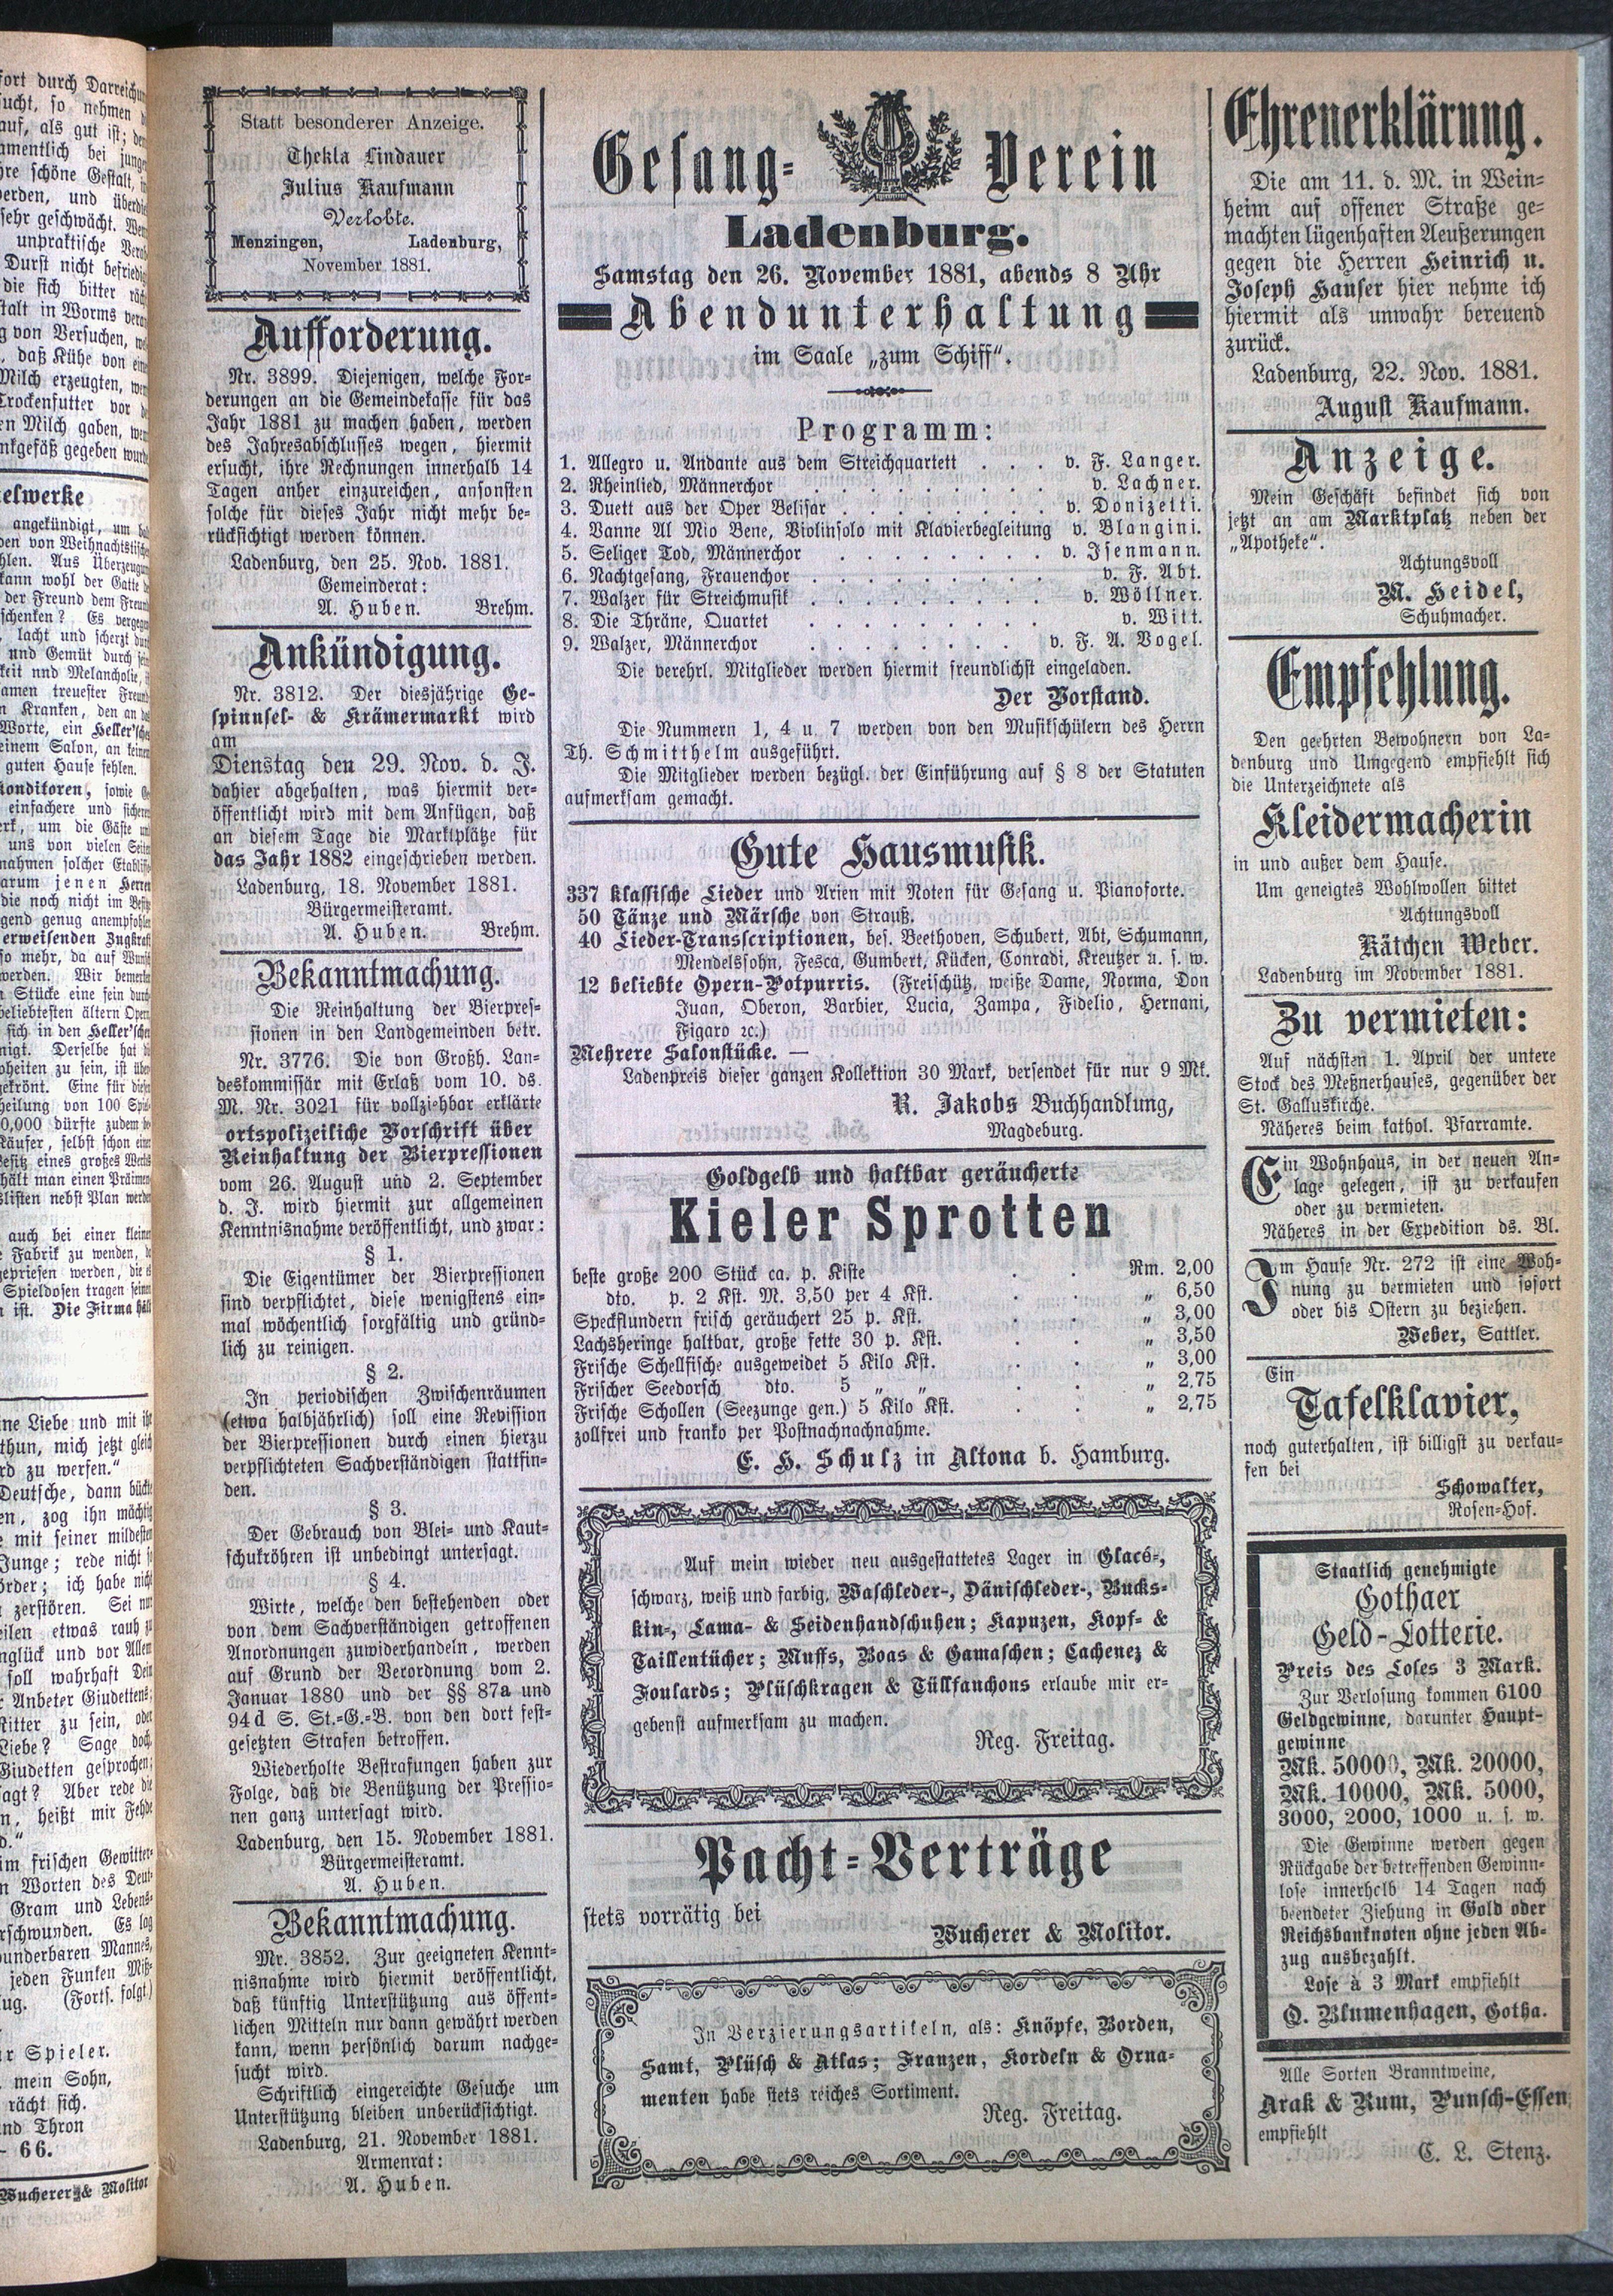 Statt besonderer Anzeige.
Thekla Lindauer
Julius Kaufmann
Verlobte.
Menzingen, Ladenburg,
November 1881.
Aufforderung.
Nr. 3899. Diejenigen, welche For-
derungen an die Gemeindekasse für das
Jahr 1881 zu machen haben, werden
des Jahresabschlusses wegen, hiermit
ersucht, ihre Rechnungen innerhalb 14
Tagen anher einzureichen, ansonsten
solche für dieses Jahr nicht mehr be-
rücksichtigt werden können.
Ladenburg, den 25. Nov. 1881.
Gemeinderat:
A. Huben. Brehm.
Ankündigung.
Nr. 3812. Der diesjährige Ge-
spinnsel- & Krämermarkt wird
am
Dienstag den 29. Nov. d. J.
dahier abgehalten, was hiermit ver-
öffentlicht wird mit dem Anfügen, daß
an diesem Tage die Marktplätze für
das Jahr 1882 eingeschrieben werden.
Ladenburg, 18. November 1881.
Bürgermeisteramt.
A. Huben. Brehm.
Bekanntmachung.
Die Reinhaltung der Bierpres-
sionen in den Landgemeinden betr.
Nr. 3776. Die von Großh. Lan-
deskommissär mit Erlaß vom 10. ds.
M. Nr. 3021 für vollziehbar erklärte
ortspolizeiliche Vorschrift über
Reinhaltung der Bierpressionen
vom 26. August und 2. September
d. J. wird hiermit zur allgemeinen
Kenntnisnahme veröffentlicht, und zwar:
§ 1.
Die Eigentümer der Bierpressionen
sind verpflichtet, diese wenigstens ein-
mal wöchentlich sorgfältig und gründ-
lich zu reinigen.
§ 2.
In periodischen Zwischenräumen
(etwa halbjährlich) soll eine Revission
der Bierpressionen durch einen hierzu
verpflichteten Sachverständigen stattfin-
den.
§ 3.
Der Gebrauch von Blei- und Kaut-
schukröhren ist unbedingt untersagt.
§ 4.
Wirte, welche den bestehenden oder
von dem Sachverständigen getroffenen
Anordnungen zuwiderhandeln, werden
auf Grund der Verordnung vom 2.
Januar 1880 und der §§ 87a und
94d S. St.-G.-B. von den dort fest-
gesetzten Strafen betroffen.
Wiederholte Bestrafungen haben zur
Folge, daß die Benützung der Pressio-
nen ganz untersagt wird.
Ladenburg, den 15. November 1881.
Bürgermeisteramt.
A. Huben.
Bekanntmachung.
Nr. 3852. Zur geeigneten Kennt-
nisnahme wird hiermit veröffentlicht,
daß künftig Unterstützung aus öffent-
lichen Mitteln nur dann gewährt werden
kann, wenn persönlich darum nachge-
sucht wird.
Schriftlich eingereichte Gesuche um
Unterstützung bleiben unberücksichtigt.
Ladenburg, 21. November 1881.
Armenrat:
A. Huben.
Gesang-Verein
Ladenburg.
Samstag den 26. November 1881, abends 8 Uhr
Abendunterhaltung
im Saale „zum Schiff“.
Programm:
1. Allegro u. Andante aus dem Streichquartett . . . v. F. Langer.
2. Rheinlied, Männerchor . . . . . . . . v. Lachner.
3. Duett aus der Oper Belisar . . . . . . . v. Donizetti.
4. Vanne Al Mio Bene, Violinsolo mit Klavierbegleitung v. Blangini.
5. Seliger Tod, Männerchor . . . . . . . v. Isenmann.
6. Nachtgesang, Frauenchor . . . . . . . . v. F. Abt.
7. Walzer für Streichmusik . . . . . . . . v. Wöllner.
8. Die Thräne, Quartet . . . . . . . . . v. Witt.
9. Walzer, Männerchor . . . . . . . . v. F. A. Vogel.
Die verehrl. Mitglieder werden hiermit freundlichst eingeladen.
Der Vorstand.
Die Nummern 1, 4 u. 7 werden von den Musikschülern des Herrn
Th. Schmitthelm ausgeführt.
Die Mitglieder werden bezügl. der Einführung auf § 8 der Statuten
aufmerksam gemacht.
Gute Hausmusik.
337 klassische Lieder und Arien mit Noten für Gesang u. Pianoforte.
50 Tänze und Märsche von Strauß.
40 Lieder-Transcriptionen, bes. Beethoven, Schubert, Abt, Schumann,
Mendelssohn, Fesca, Gumbert, Kücken, Conradi, Kreutzer u. s. w.
12 beliebte Opern-Potpurris. (Freischütz, weiße Dame, Norma, Don
Juan, Oberon, Barbier, Lucia, Zampa, Fidelio, Hernani,
Figaro ꝛc.)
Mehrere Salonstücke. —
Ladenpreis dieser ganzen Kollektion 30 Mark, versendet für nur 9 Mk.
R. Jakobs Buchhandlung,
Magdeburg.
Goldgelb und haltbar geräucherte
Kieler Sprotten
beste große 200 Stück ca. p. Kiste . . Rm. 2,00
dto. p. 2 Kst. M. 3,50 per 4 Kst. . . „ 6,50
Speckflundern frisch geräuchert 25 p. Kst. . . „ 3,00
Lachsheringe haltbar, große fette 30 p. Kst. . . „ 3,50
Frische Schellfische ausgeweidet 5 Kilo Kst. . . „ 3,00
Frischer Seedorsch dto. 5 „ „ . . „ 2,75
Frische Schollen (Seezunge gen.) 5 Kilo Kst. . . „ 2,75
zollfrei und franko per Postnachnachnahme.
E. H. Schulz in Altona b. Hamburg.
Auf mein wieder neu ausgestattetes Lager in Glacé-,
schwarz, weiß und farbig, Waschleder-, Dänischleder-, Bucks-
kin-, Lama- & Seidenhandschuhen; Kapuzen, Kopf- &
Taillentücher; Muffs, Boas & Gamaschen; Cachenez &
Foulards; Plüschkragen & Tüllfanchons erlaube mir er-
gebenst aufmerksam zu machen.
Reg. Freitag.
Pacht-Verträge
stets vorrätig bei
Wucherer & Molitor.
In Verzierungsartikeln, als: Knöpfe, Borden,
Samt, Plüsch & Atlas; Franzen, Kordeln & Orna-
menten habe stets reiches Sortiment.
Reg. Freitag.
Ehrenerklärung.
Die am 11. d. M. in Wein-
heim auf offener Straße ge-
machten lügenhaften Aeußerungen
gegen die Herren Heinrich u.
Joseph Hauser hier nehme ich
hiermit als unwahr bereuend
zurück.
Ladenburg, 22. Nov. 1881.
August Kaufmann.
Anzeige.
Mein Geschäft befindet sich von
jetzt an am Marktplatz neben der
„Apotheke“.
Achtungsvoll
M. Heidel,
Schuhmacher.
Empfehlung.
Den geehrten Bewohnern von La-
denburg und Umgegend empfiehlt sich
die Unterzeichnete als
Kleidermacherin
in und außer dem Hause.
Um geneigtes Wohlwollen bittet
Achtungsvoll
Kätchen Weber.
Ladenburg im November 1881.
Zu vermieten:
Auf nächsten 1. April der untere
Stock des Meßnerhauses, gegenüber der
St. Galluskirche.
Näheres beim kathol. Pfarramte.
Ein Wohnhaus, in der neuen An-
lage gelegen, ist zu verkaufen
oder zu vermieten.
Näheres in der Expedition ds. Bl.
Im Hause Nr. 272 ist eine Woh-
nung zu vermieten und sofort
oder bis Ostern zu beziehen.
Weber, Sattler.
Ein
Tafelklavier,
noch guterhalten, ist billigst zu verkau-
fen bei
Schowalter,
Rosen-Hof.
Staatlich genehmigte
Gothaer
Geld-Lotterie.
Preis des Loses 3 Mark.
Zur Verlosung kommen 6100
Geldgewinne, darunter Haupt-
gewinne
Mk. 50000, Mk. 20000,
Mk. 10000, Mk. 5000,
3000, 2000, 1000 u. s. w.
Die Gewinne werden gegen
Rückgabe der betreffenden Gewinn-
lose innerhalb 14 Tagen nach
beendeter Ziehung in Gold oder
Reichsbanknoten ohne jeden Ab-
zug ausbezahlt.
Lose à 3 Mark empfiehlt
O. Blumenhagen, Gotha.
Alle Sorten Branntweine,
Arak & Rum, Punsch-Essen
empfiehlt
C. L. Stenz.